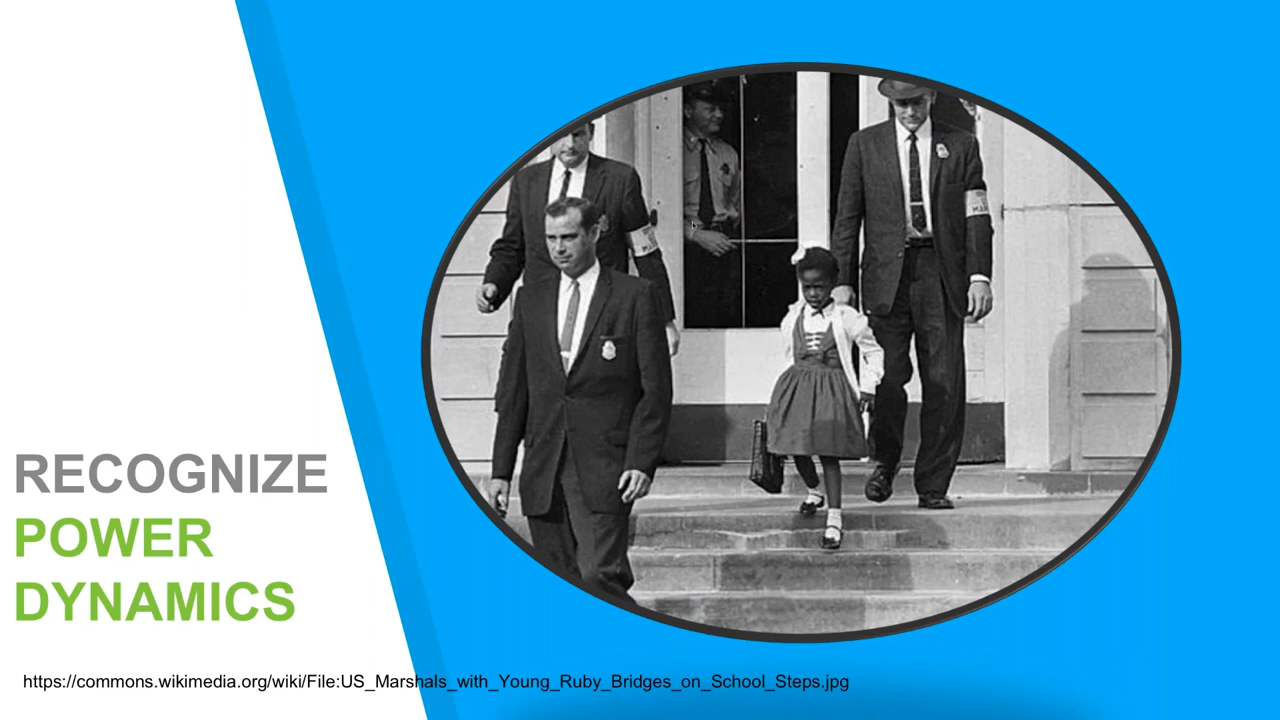 RECOGNIZE
POWER
DYNAMICS
https://commons.wikimedia.org/wiki/File:US_Marshals_with_Young_Ruby_Bridges_on_School_Steps.jpg